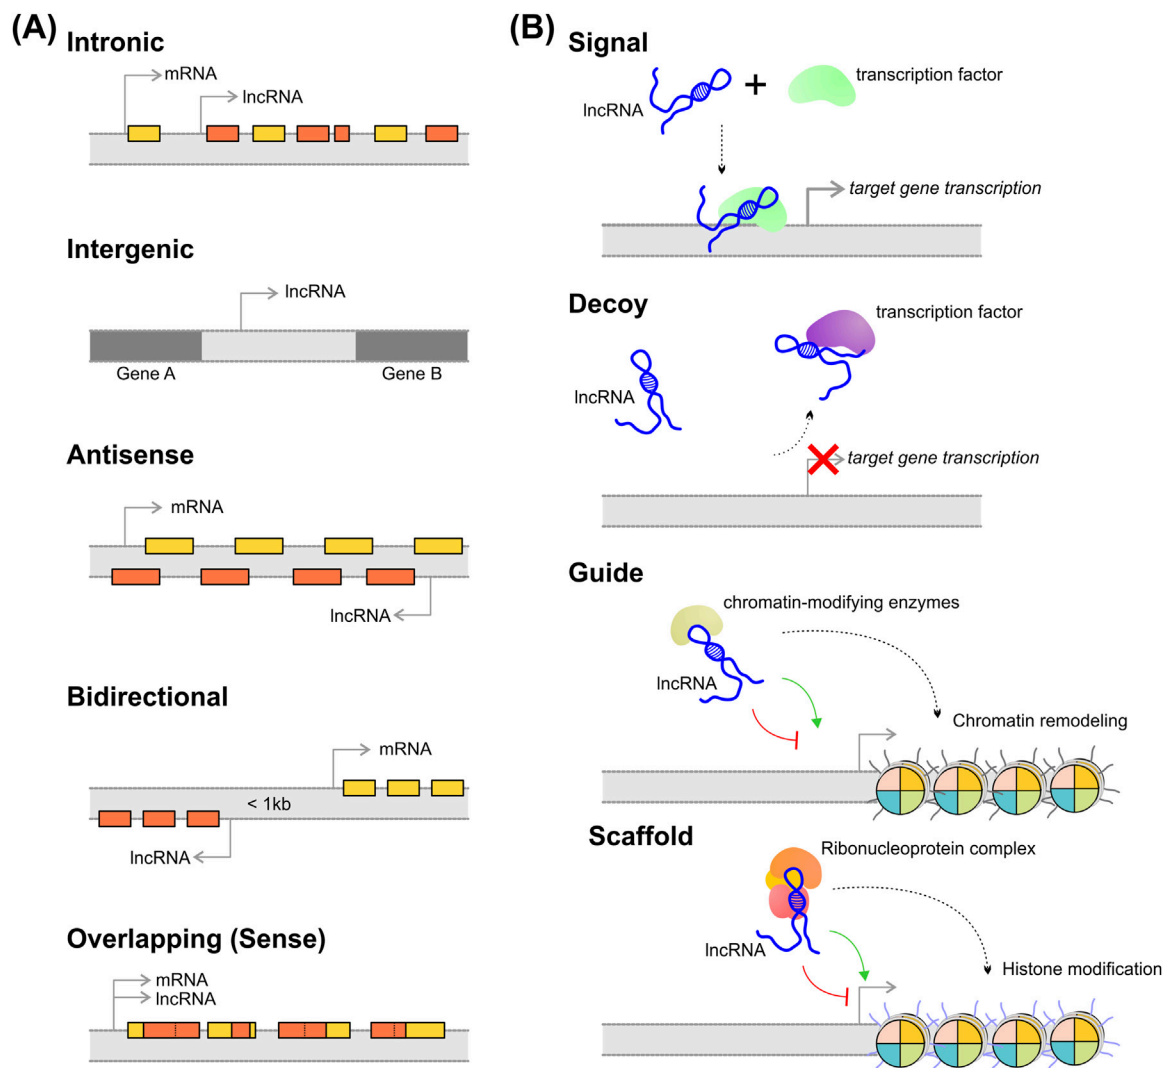 (A)
Intronic
mRNA
lncRNA
Intergenic
lncRNA
Gene A
Gene B
Antisense
mRNA
lncRNA
Bidirectional
mRNA
< 1kb
lncRNA
Overlapping (Sense)
mRNA
lncRNA
(B)
Signal
lncRNA
+
transcription factor
target gene transcription
Decoy
transcription factor
lncRNA
target gene transcription
Guide
chromatin-modifying enzymes
lncRNA
Chromatin remodeling
Scaffold
Ribonucleoprotein complex
lncRNA
Histone modification